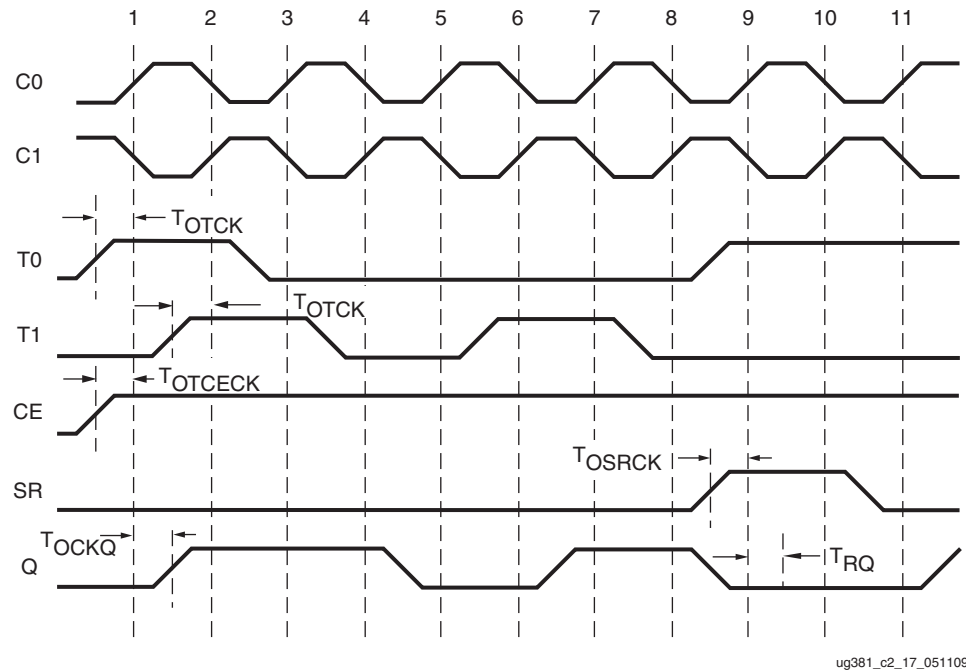 1 2 3 4 5 6 7 8 9 10 11
C0
C1
TOTCK
T0
TOTCK
T1
TOTCECK
CE
TOSRCK
SR
TOCKQ
TRQ
Q
ug381_c2_17_051109